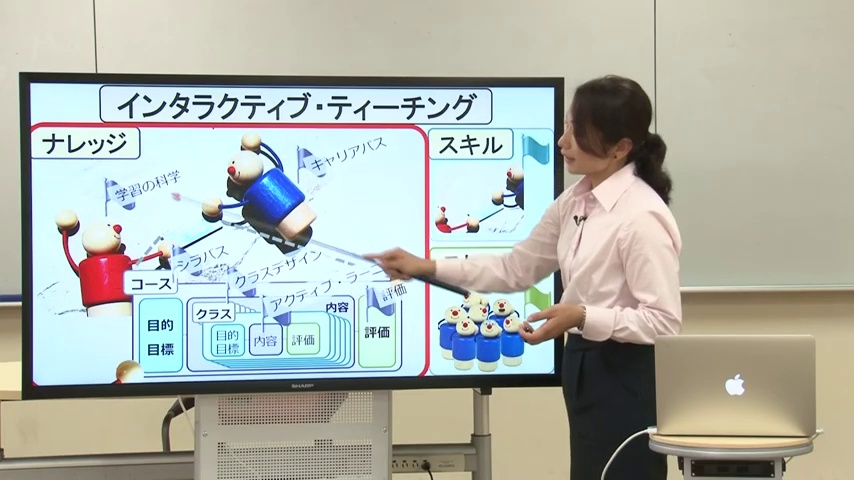 インタラクティブ・ティーチング
ナレッジ
スキル
キャリアパス
学習の科学
シラバス
クラスデザイン
アクティブ・ラーニ
評価
コース
目的
目標
クラス
内容
目的
目標
内容
評価
評価
SHARP